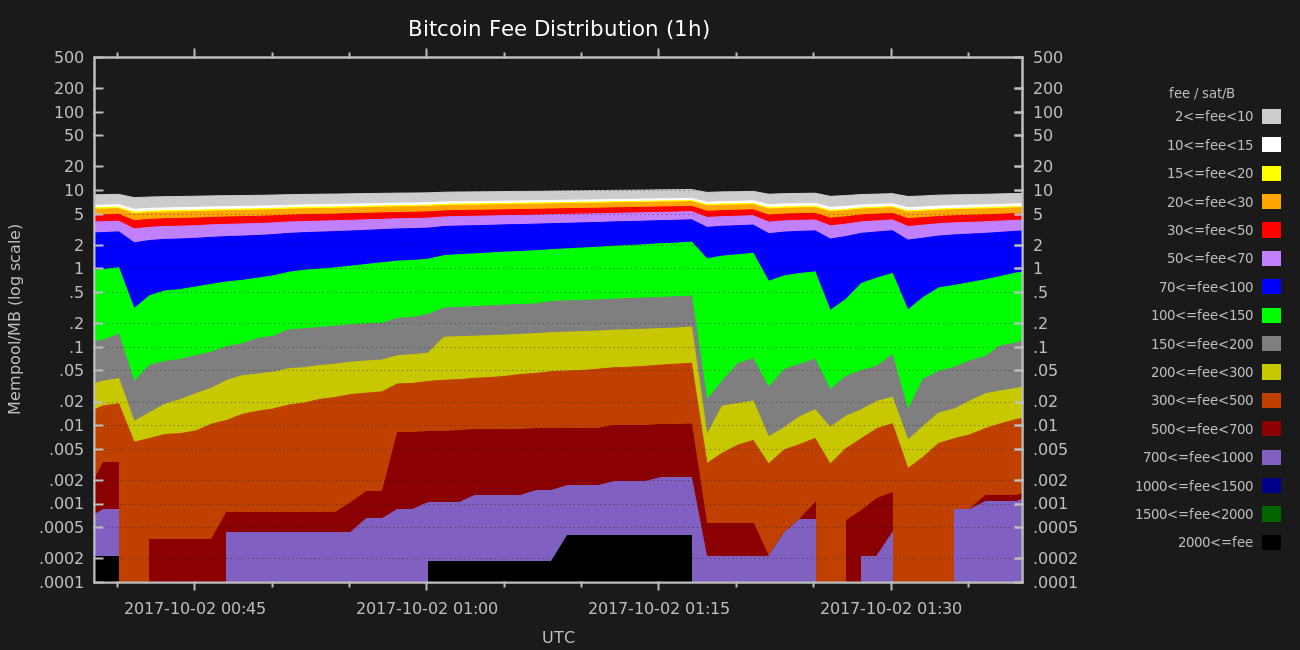 Bitcoin Fee Distribution (1h)
Mempool/MB (log scale)
500
200
100
50
20
10
5
2
1
.5
.2
.1
.05
.02
.01
.005
.002
.001
.0005
.0002
.0001
500
200
100
50
20
10
5
2
1
.5
.2
.1
.05
.02
.01
.005
.002
.001
.0005
.0002
.0001
2017-10-02 00:45 2017-10-02 01:00 2017-10-02 01:15 2017-10-02 01:30
UTC
fee / sat/B
2<=fee<10
10<=fee<15
15<=fee<20
20<=fee<30
30<=fee<50
50<=fee<70
70<=fee<100
100<=fee<150
150<=fee<200
200<=fee<300
300<=fee<500
500<=fee<700
700<=fee<1000
1000<=fee<1500
1500<=fee<2000
2000<=fee